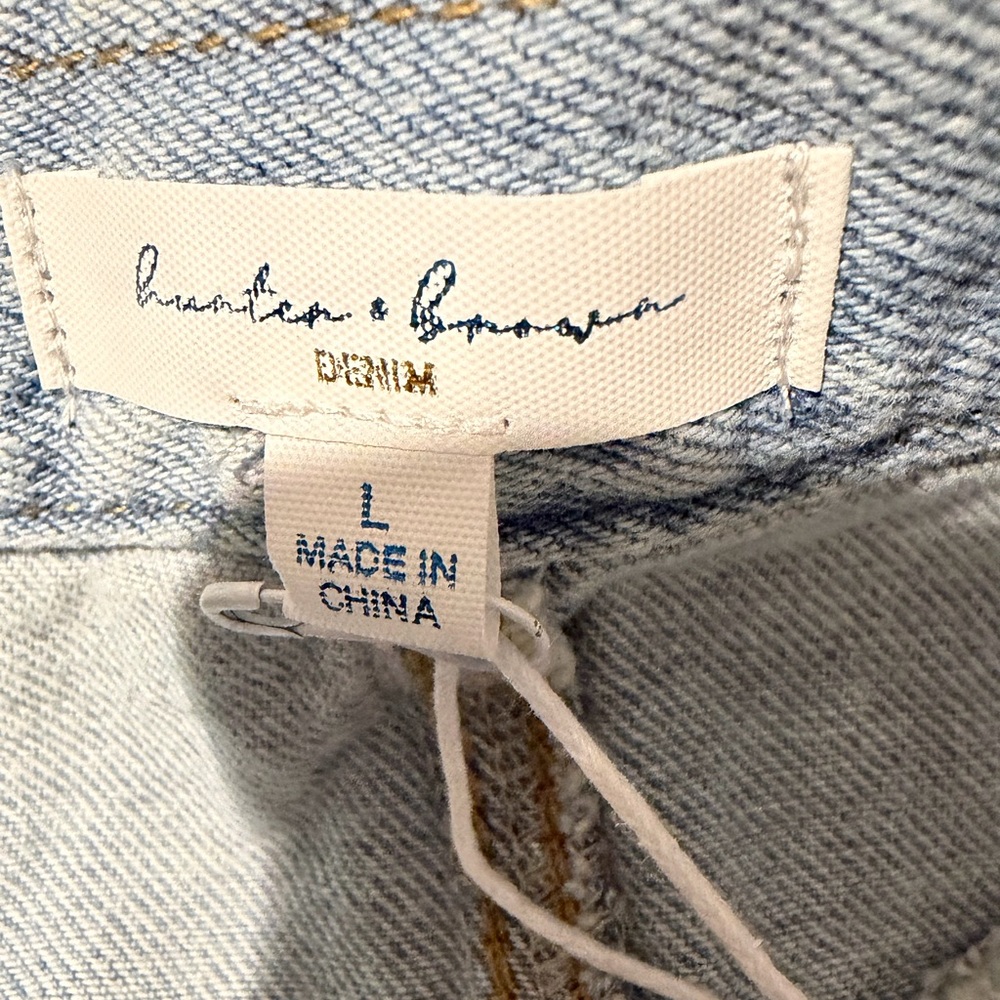 hunter + brown
DENIM
L
MADE IN
CHINA